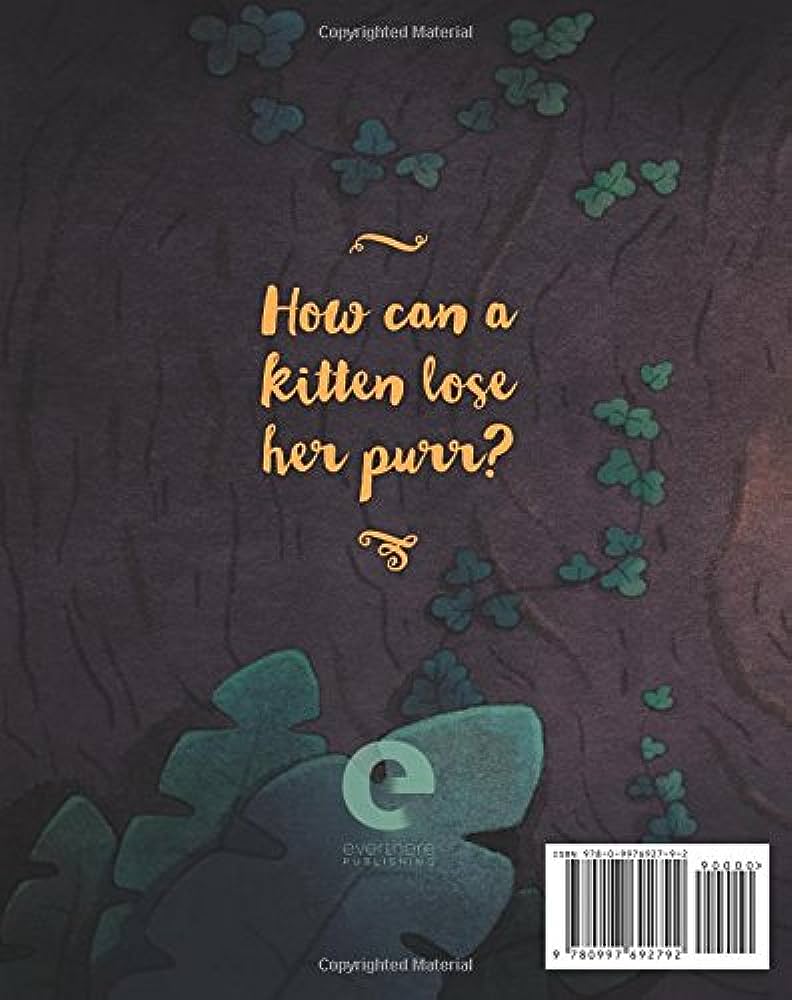 Copyrighted Material
How can a
kitten lose
her purr?
e
evermore
PUBLISHING
ISBN 978-0-9976927-9-2
90000>
9 780997 692792
Copyrighted Material